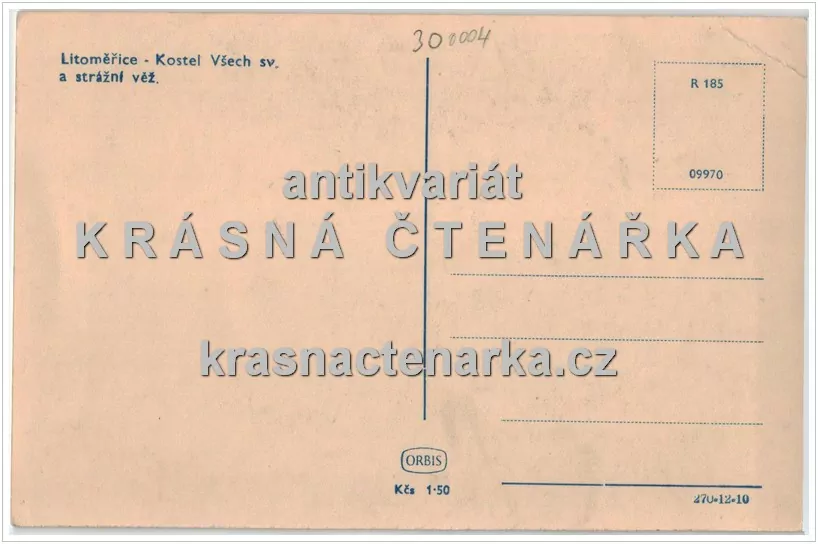 30 0004
Litoměřice - Kostel Všech sv.
a strážní věž.
R 185
09970
antikvariát
KRÁSNÁ ČTENÁŘKA
krasnactenarka.cz
ORBIS
Kčs 1·50
270-12-10